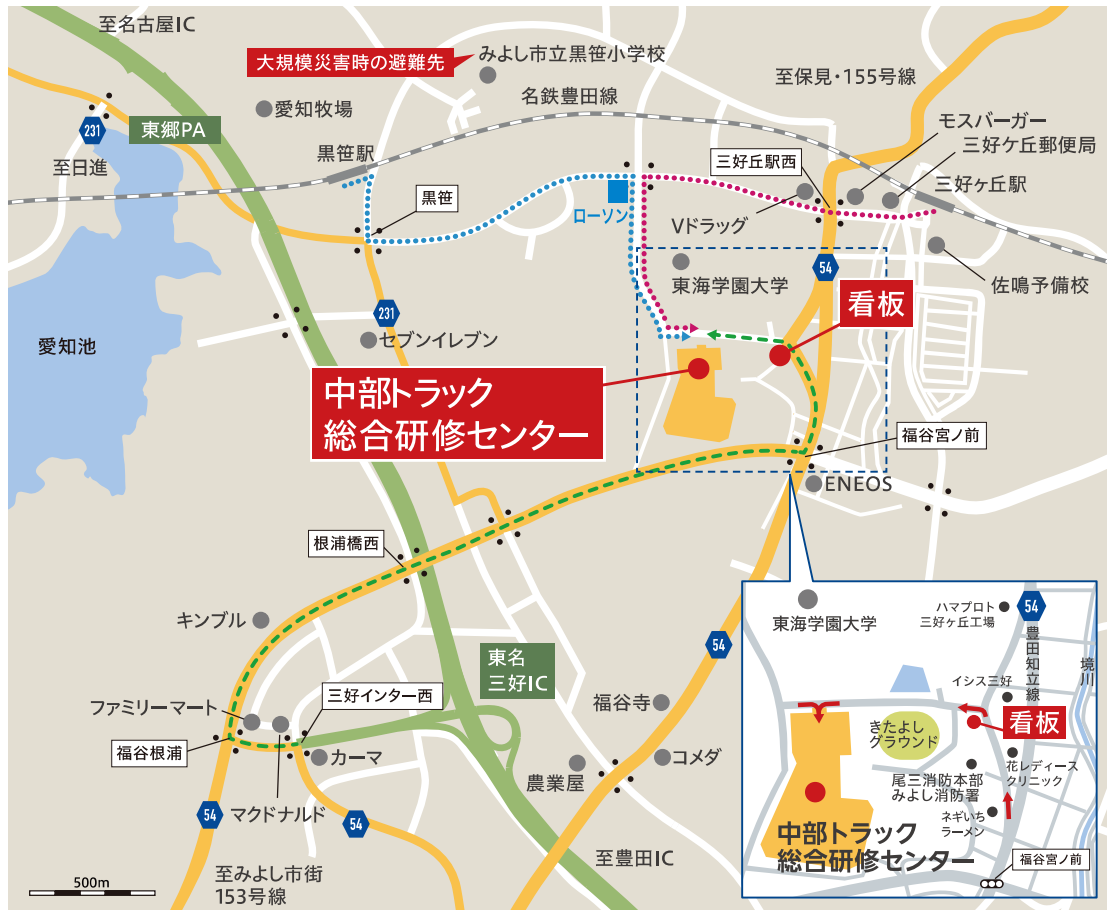 至名古屋IC
大規模災害時の避難先
みよし市立黒笹小学校
至保見・155号線
愛知牧場
名鉄豊田線
モスバーガー
231
東郷PA
三好ケ丘郵便局
至日進
黒笹駅
三好丘駅西
三好ヶ丘駅
黒笹
ローソン
Vドラッグ
54
東海学園大学
佐鳴予備校
看板
231
愛知池
セブンイレブン
中部トラック
総合研修センター
福谷宮ノ前
ENEOS
根浦橋西
キンブル
東名
三好IC
54
三好インター西
ファミリーマート
福谷寺
福谷根浦
カーマ
農業屋
コメダ
マクドナルド
54
54
至豊田IC
至みよし市街
153号線
500m
東海学園大学
ハマプロト
三好ヶ丘工場
54
豊田知立線
境川
イシス三好
看板
きたよし
グラウンド
花レディース
クリニック
尾三消防本部
みよし消防署
ネギいち
ラーメン
中部トラック
総合研修センター
福谷宮ノ前